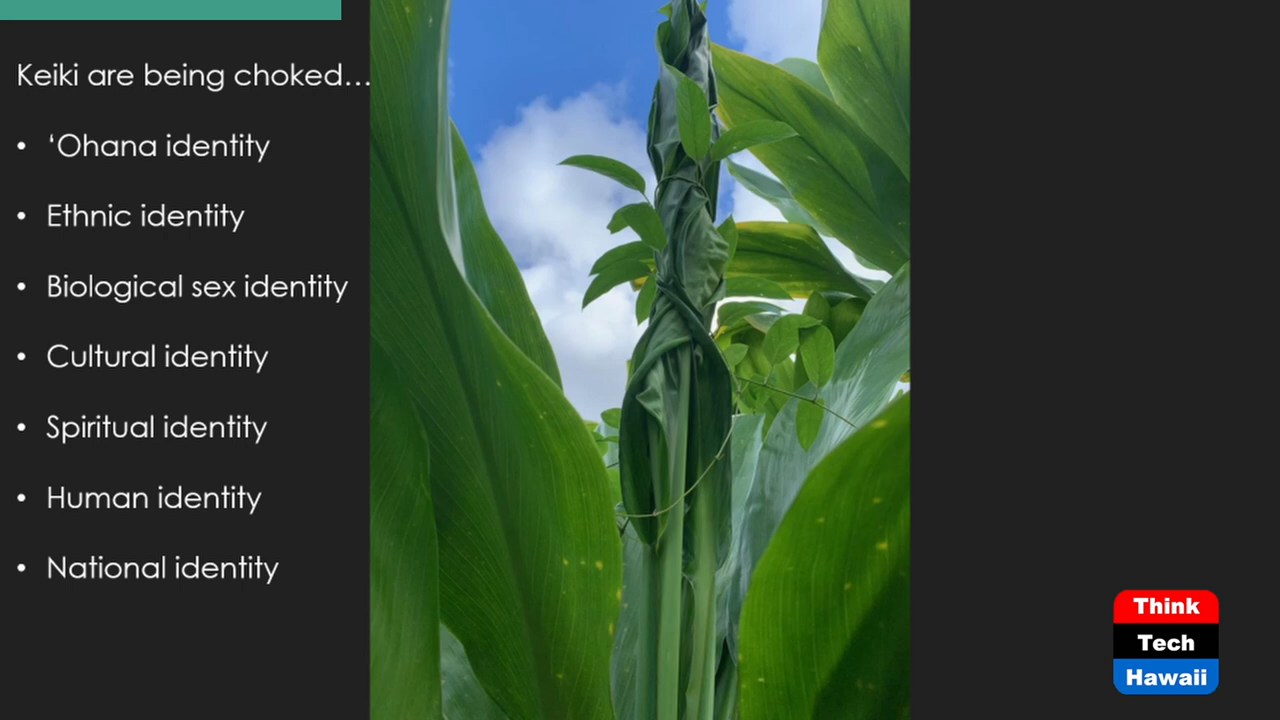 Keiki are being choked…
• ‘Ohana identity
• Ethnic identity
• Biological sex identity
• Cultural identity
• Spiritual identity
• Human identity
• National identity
Think
Tech
Hawaii